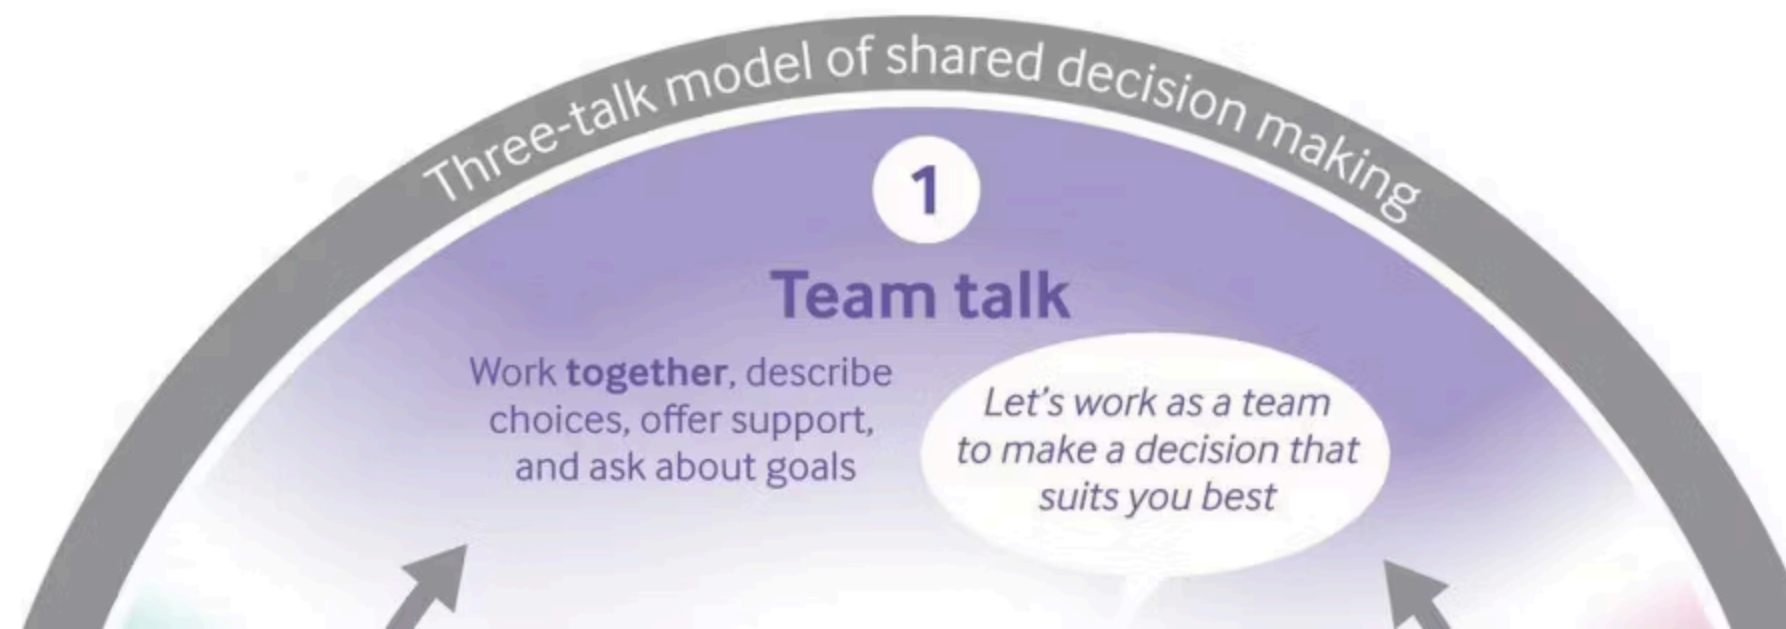 Three-talk model of shared decision making
1
Team talk
Work together, describe
choices, offer support,
and ask about goals
Let's work as a team
to make a decision that
suits you best